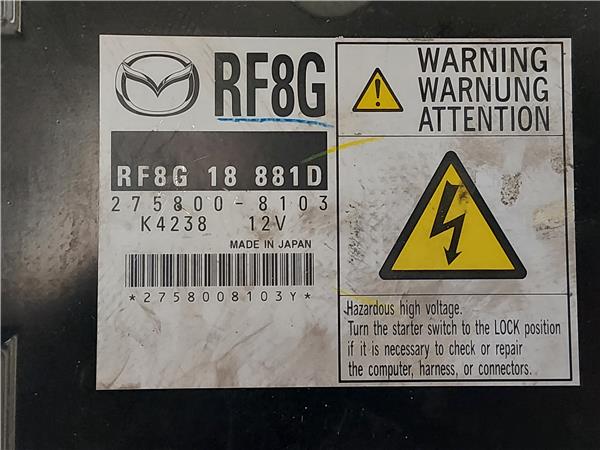 RF8G
RF8G 18 881D
275800-8103
K4238 12V
MADE IN JAPAN
*2758008103Y*
WARNING
WARNUNG
ATTENTION
Hazardous high voltage.
Turn the starter switch to the LOCK position
if it is necessary to check or repair
the computer, harness, or connectors.